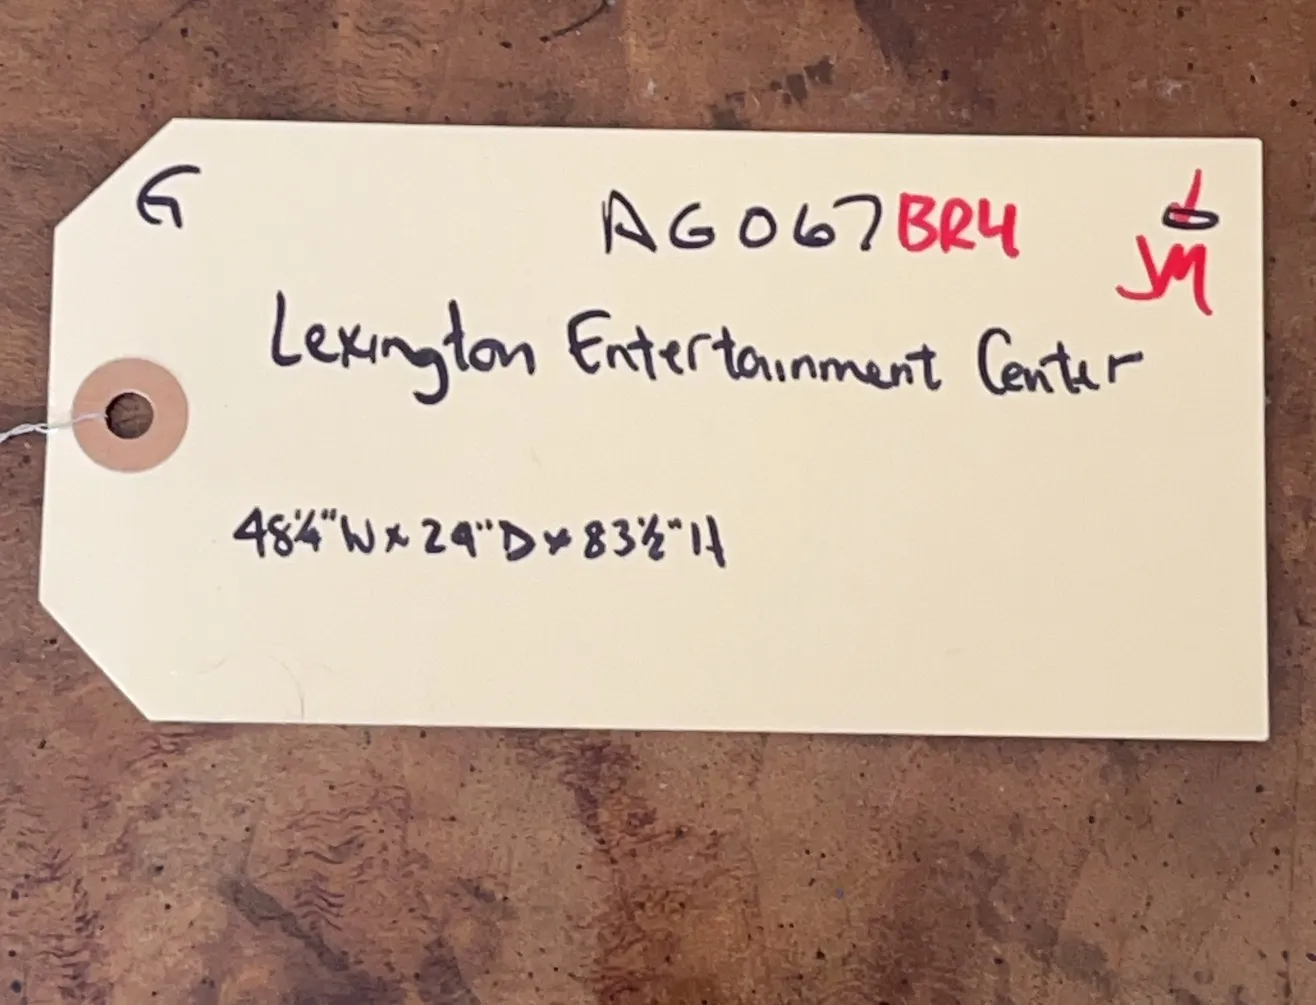 G
AG067BR4
JM
Lexington Entertainment Center
48¼"W x 29"D x 83½"H